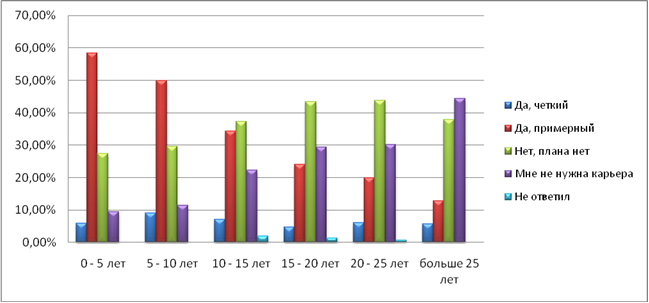 70,00%
60,00%
50,00%
40,00%
30,00%
20,00%
10,00%
0,00%
0 - 5 лет
5 - 10 лет
10 - 15 лет
15 - 20 лет
20 - 25 лет
больше 25
лет
Да, четкий
Да, примерный
Нет, плана нет
Мне не нужна карьера
Не ответил